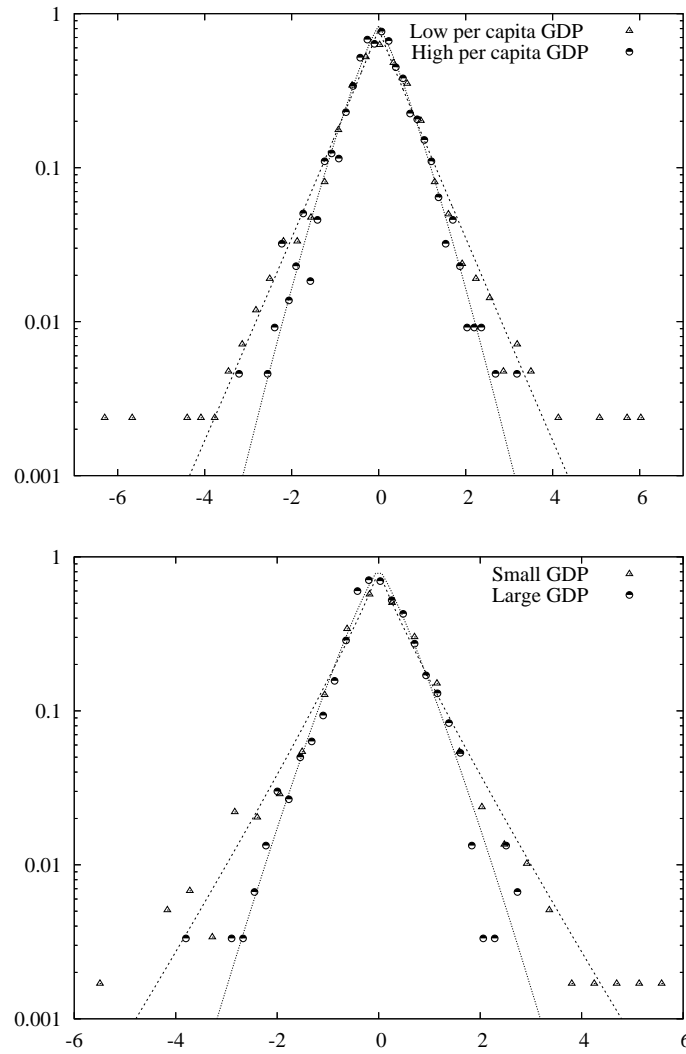 1
Low per capita GDP
High per capita GDP
0.1
0.01
0.001
-6 -4 -2 0 2 4 6
1
Small GDP
Large GDP
0.1
0.01
0.001
-6 -4 -2 0 2 4 6